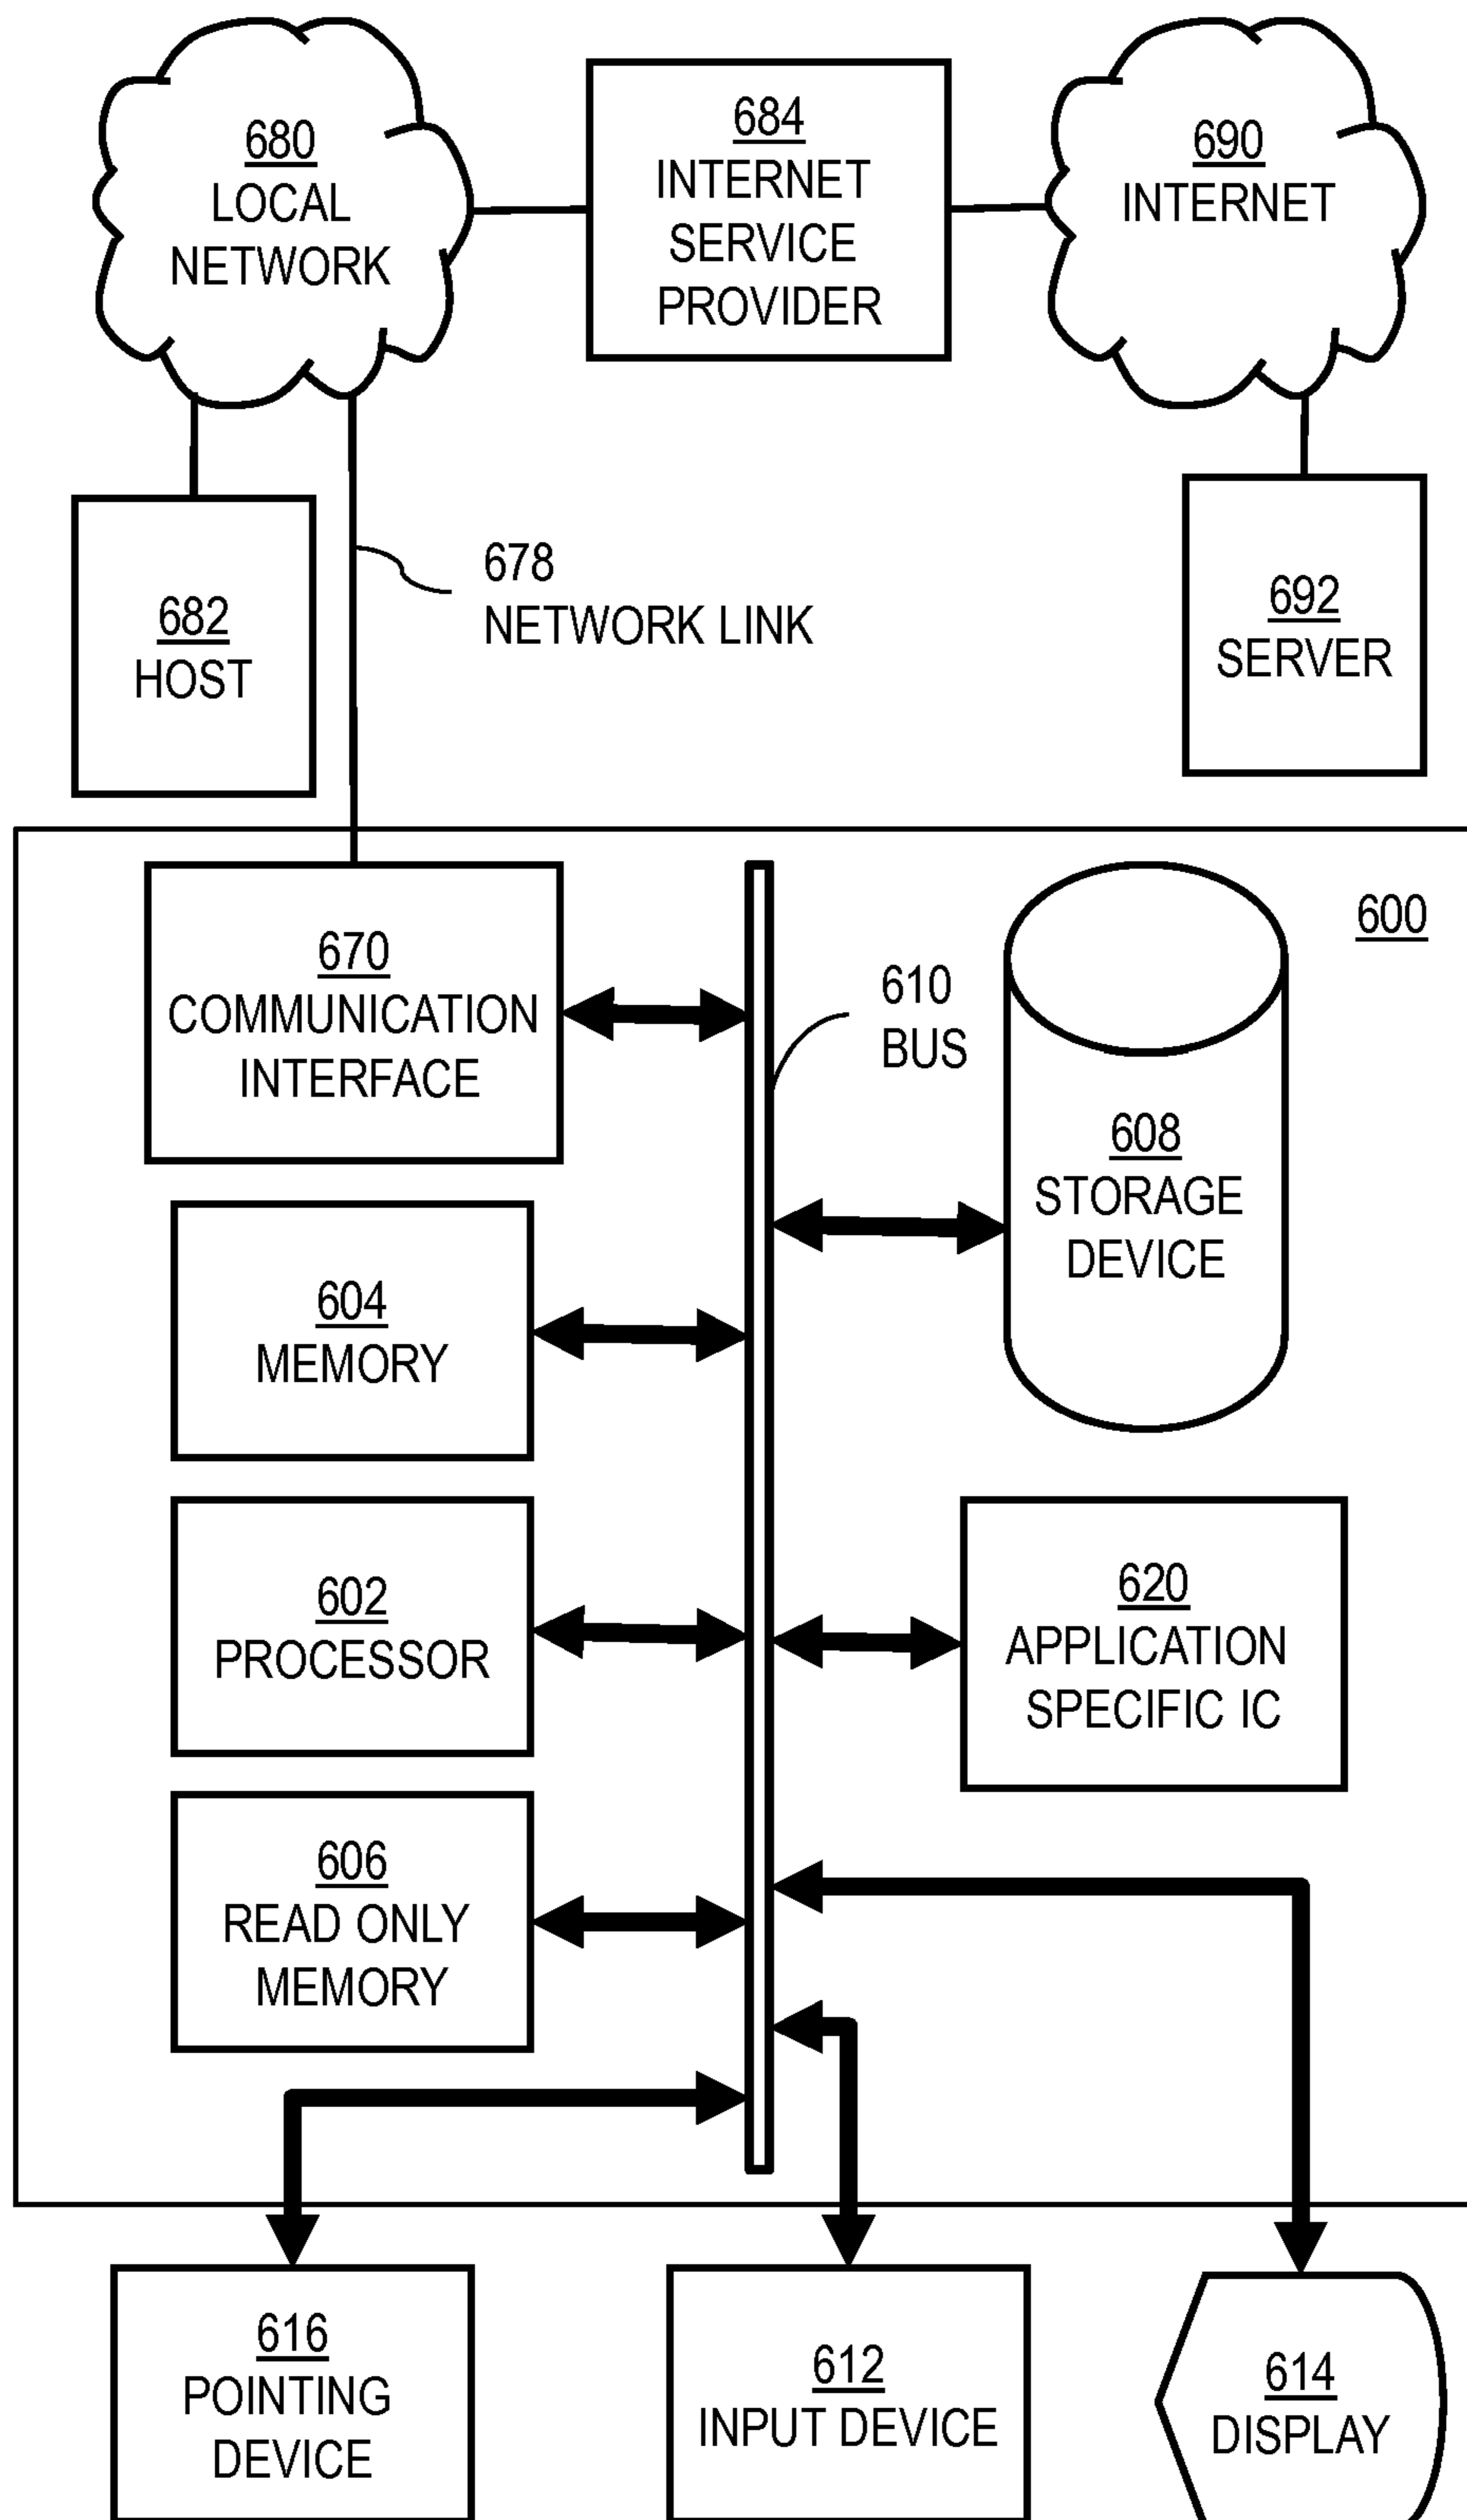 680
LOCAL
NETWORK
684
INTERNET
SERVICE
PROVIDER
690
INTERNET
682
HOST
678
NETWORK LINK
692
SERVER
600
670
COMMUNICATION
INTERFACE
610
BUS
608
STORAGE
DEVICE
604
MEMORY
602
PROCESSOR
620
APPLICATION
SPECIFIC IC
606
READ ONLY
MEMORY
616
POINTING
DEVICE
612
INPUT DEVICE
614
DISPLAY